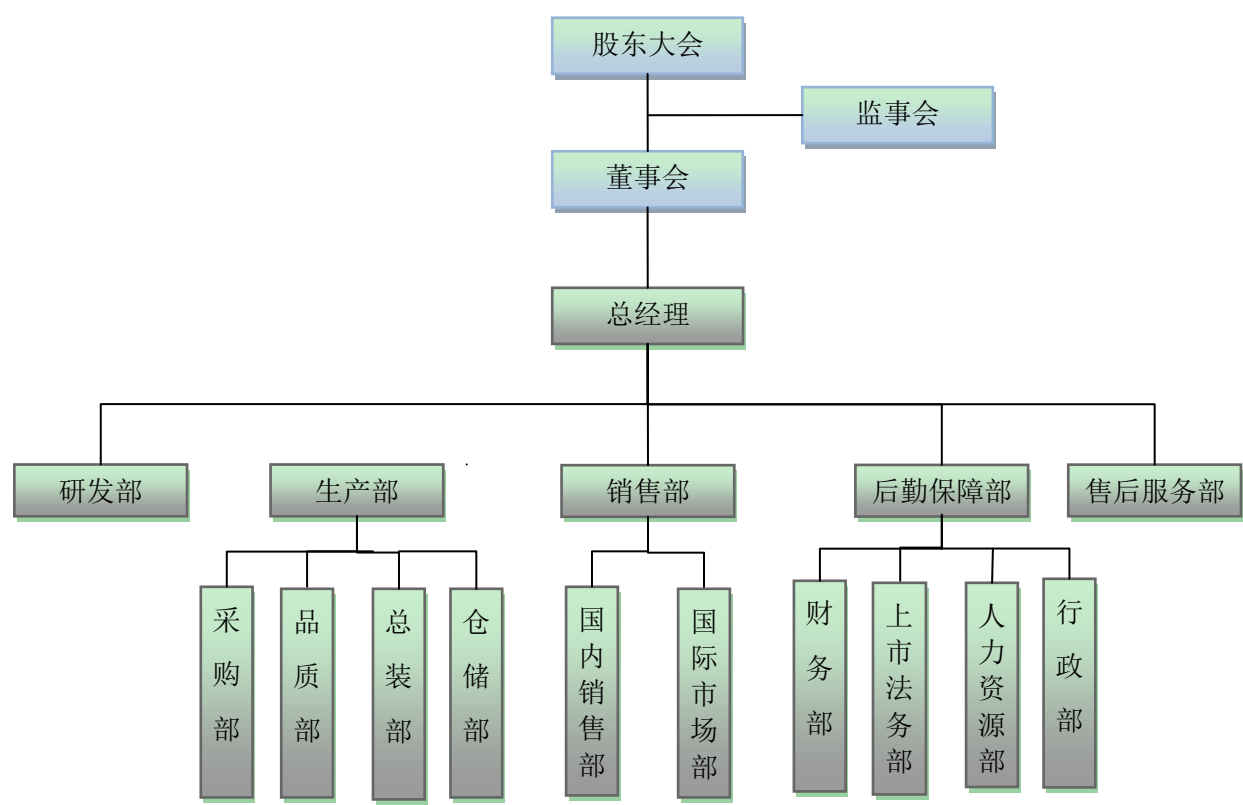 股东大会
监事会
董事会
总经理
研发部
生产部
销售部
后勤保障部
售后服务部
采购部
品质部
总装部
仓储部
国内销售部
国际市场部
财务部
上市法务部
人力资源部
行政部